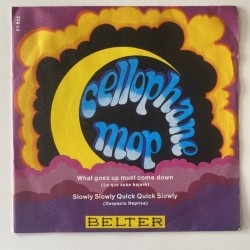 cellophane
mop
What goes up must come down
(Lo que sube bajará)
Slowly Slowly Quick Quick Slowly
(Despacio Deprisa)
BELTER